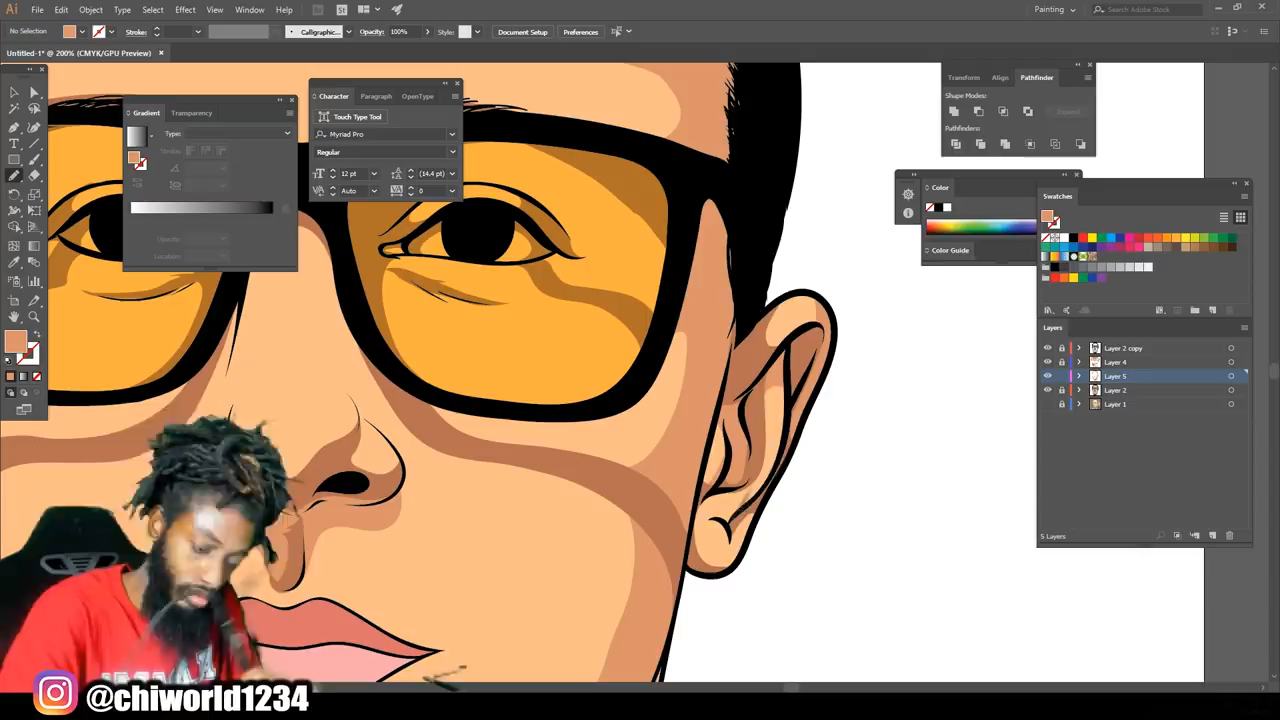 Ai File Edit Object Type Select Effect View Window Help Br St Painting Search Adobe Stock
No Selection Stroke: Calligraphic... Opacity: 100% Style: Document Setup Preferences
Untitled-1* @ 200% (CMYK/GPU Preview)
Gradient Transparency
Type:
Stroke:
Opacity:
Location:
Character Paragraph OpenType
Touch Type Tool
Myriad Pro
Regular
12 pt (14.4 pt)
Auto 0
Transform Align Pathfinder
Shape Modes:
Expand
Pathfinders:
Color
Color Guide
Swatches
Layers
Layer 2 copy
Layer 4
Layer 5
Layer 2
Layer 1
5 Layers
@chiworld1234